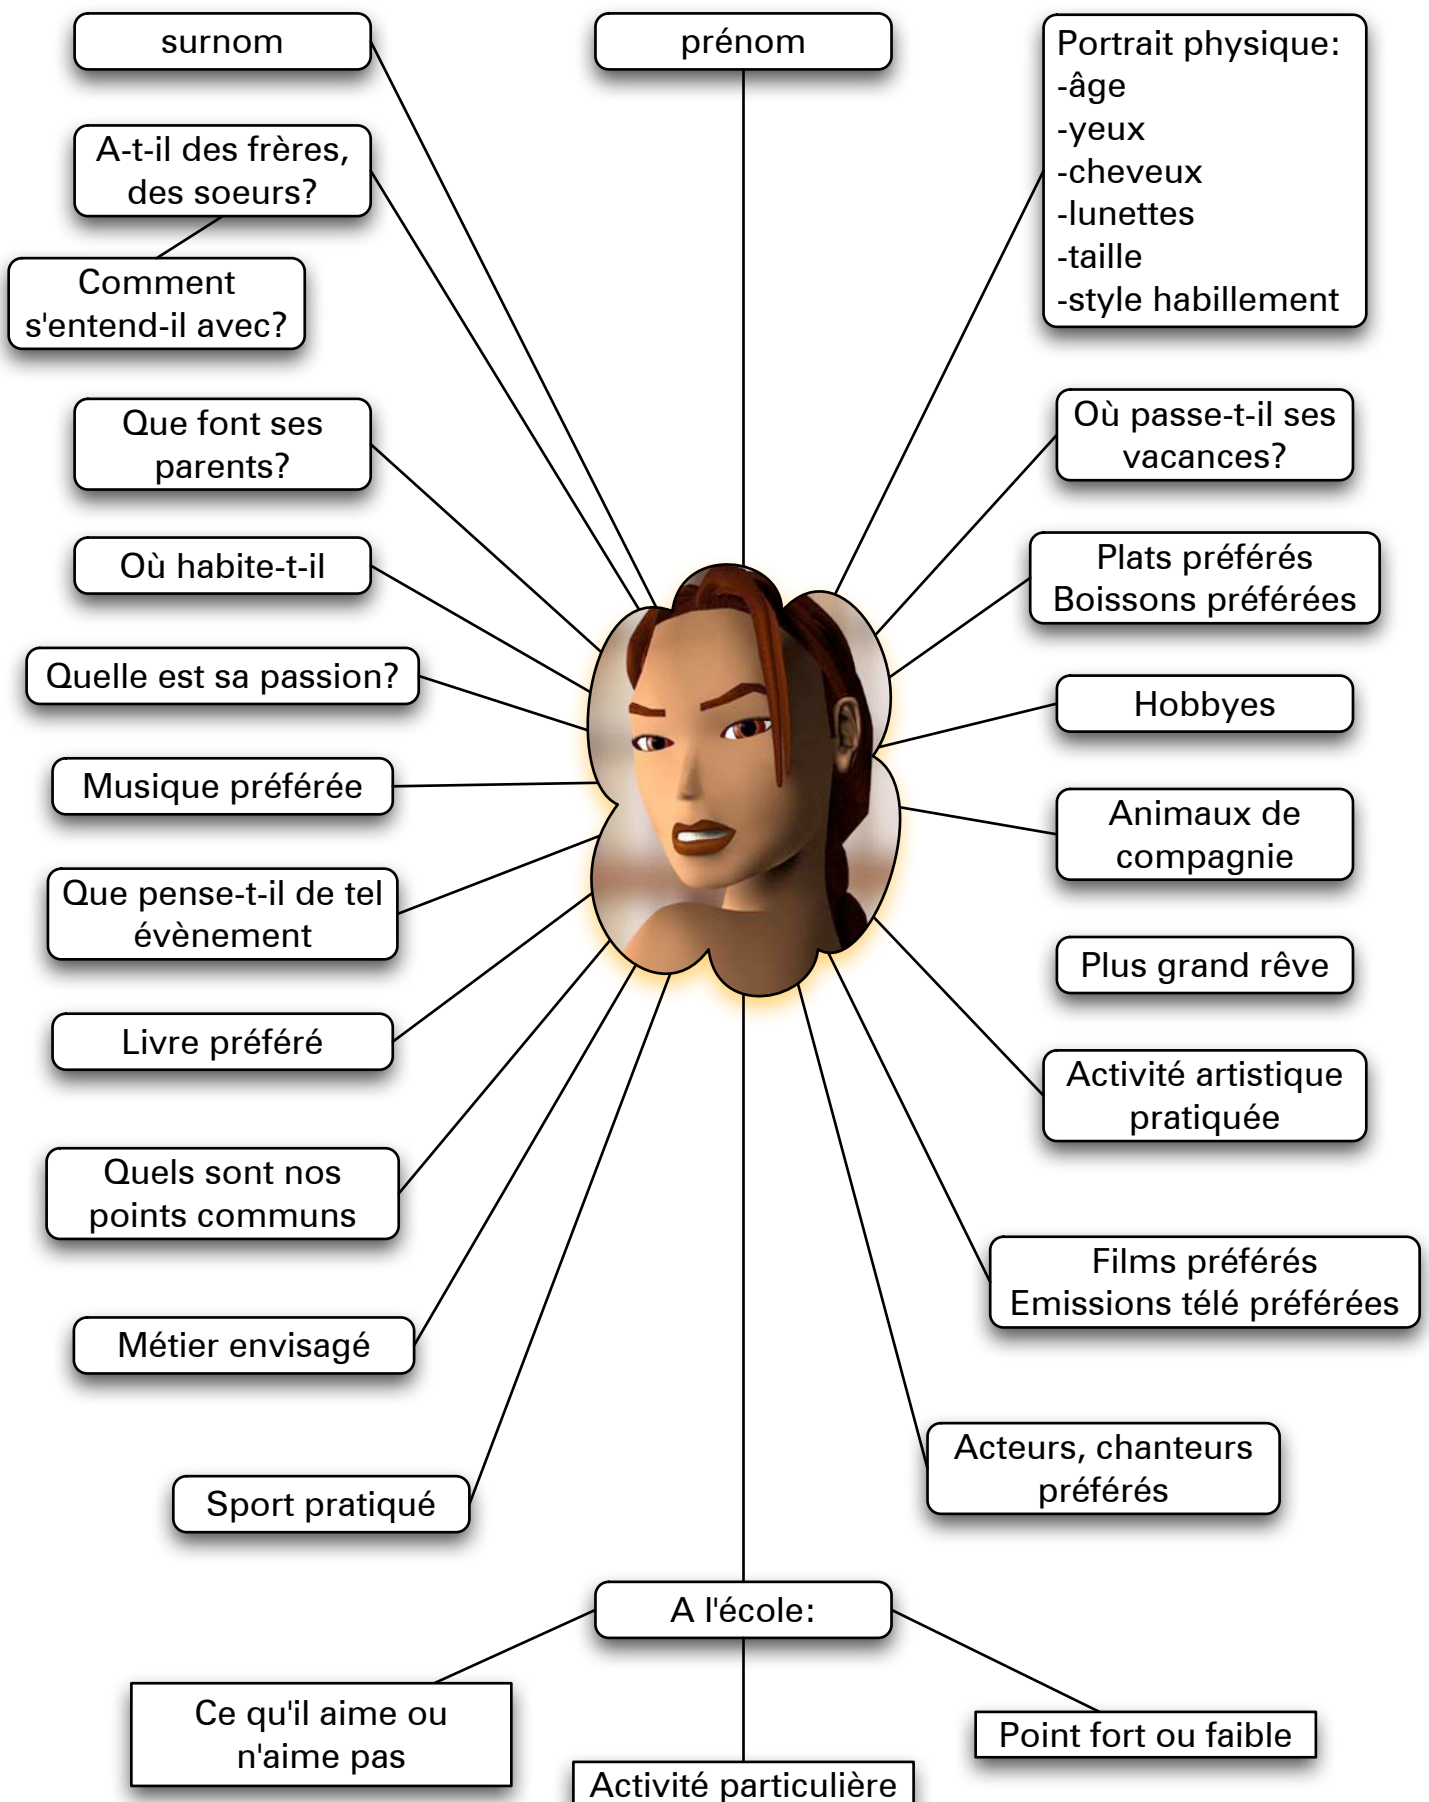 surnom
prénom
Portrait physique:
-âge
-yeux
-cheveux
-lunettes
-taille
-style habillement
A-t-il des frères,
des soeurs?
Comment
s'entend-il avec?
Que font ses
parents?
Où passe-t-il ses
vacances?
Où habite-t-il
Plats préférés
Boissons préférées
Quelle est sa passion?
Hobbyes
Musique préférée
Animaux de
compagnie
Que pense-t-il de tel
évènement
Plus grand rêve
Livre préféré
Activité artistique
pratiquée
Quels sont nos
points communs
Films préférés
Emissions télé préférées
Métier envisagé
Acteurs, chanteurs
préférés
Sport pratiqué
A l'école:
Ce qu'il aime ou
n'aime pas
Point fort ou faible
Activité particulière